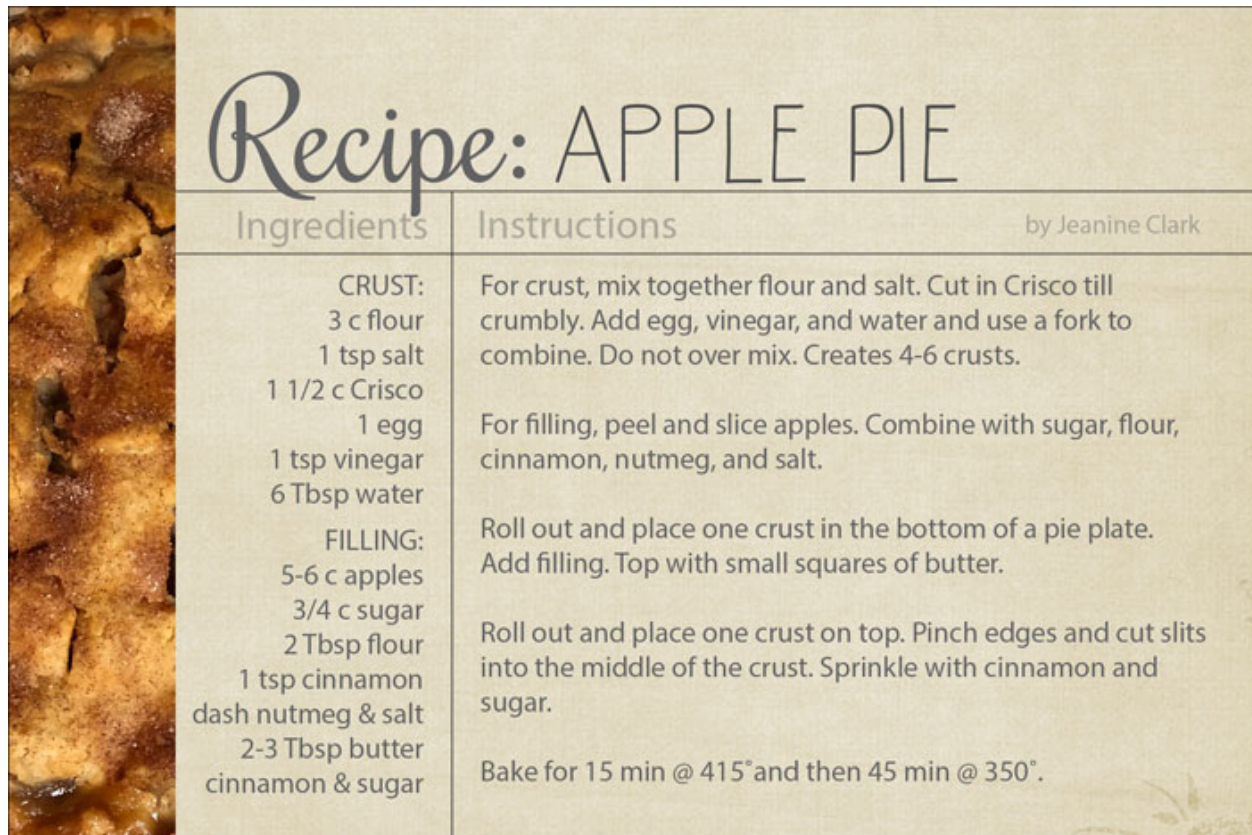 Recipe: APPLE PIE
Ingredients
Instructions
by Jeanine Clark
CRUST:
3 c flour
1 tsp salt
1 1/2 c Crisco
1 egg
1 tsp vinegar
6 Tbsp water
FILLING:
5-6 c apples
3/4 c sugar
2 Tbsp flour
1 tsp cinnamon
dash nutmeg & salt
2-3 Tbsp butter
cinnamon & sugar
For crust, mix together flour and salt. Cut in Crisco till
crumbly. Add egg, vinegar, and water and use a fork to
combine. Do not over mix. Creates 4-6 crusts.
For filling, peel and slice apples. Combine with sugar, flour,
cinnamon, nutmeg, and salt.
Roll out and place one crust in the bottom of a pie plate.
Add filling. Top with small squares of butter.
Roll out and place one crust on top. Pinch edges and cut slits
into the middle of the crust. Sprinkle with cinnamon and
sugar.
Bake for 15 min @ 415˚and then 45 min @ 350˚.